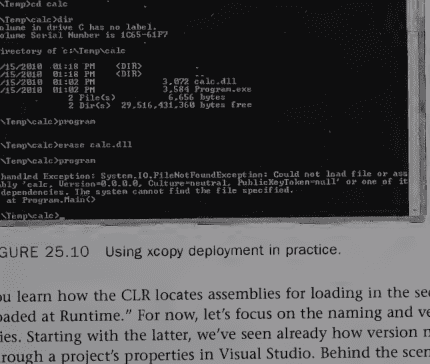 \Temp>cd calc
\Temp\calc>dir
olume in drive C has no label.
olume Serial Number is 1C65-61F7
irectory of c:\Temp\calc
/15/2010 01:18 PM <DIR> .
/15/2010 01:18 PM <DIR> ..
/15/2010 01:02 PM 3,072 calc.dll
/15/2010 01:02 PM 3,584 Program.exe
2 File(s) 6,656 bytes
2 Dir(s) 29,516,431,360 bytes free
\Temp\calc>program
\Temp\calc>erase calc.dll
\Temp\calc>program
handled Exception: System.IO.FileNotFoundException: Could not load file or ass
bly 'calc, Version=0.0.0.0, Culture=neutral, PublicKeyToken=null' or one of it
dependencies. The system cannot find the file specified.
at Program.Main()
\Temp\calc>_
GURE 25.10 Using xcopy deployment in practice.
ou learn how the CLR locates assemblies for loading in the sec
oaded at Runtime.” For now, let's focus on the naming and ve
ies. Starting with the latter, we've seen already how version n
hrough a project's properties in Visual Studio. Behind the scen